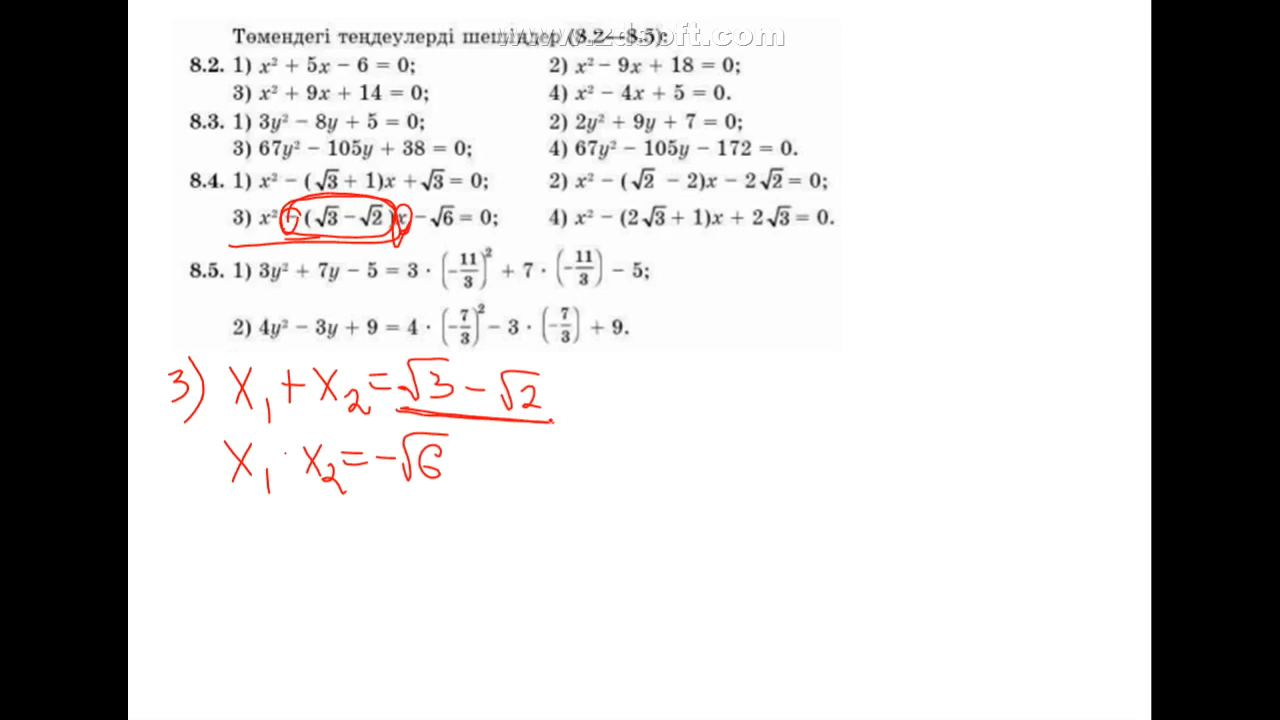 Төмендегі теңдеулерді шешіңдер (8.2—8.5):
8.2. 1) x² + 5x − 6 = 0; 2) x² − 9x + 18 = 0;
3) x² + 9x + 14 = 0; 4) x² − 4x + 5 = 0.
8.3. 1) 3y² − 8y + 5 = 0; 2) 2y² + 9y + 7 = 0;
3) 67y² − 105y + 38 = 0; 4) 67y² − 105y − 172 = 0.
8.4. 1) x² − (√3 + 1)x + √3 = 0; 2) x² − (√2 − 2)x − 2√2 = 0;
3) x² − (√3 − √2)x − √6 = 0; 4) x² − (2√3 + 1)x + 2√3 = 0.
8.5. 1) 3y² + 7y − 5 = 3 · (−11/3)² + 7 · (−11/3) − 5;
2) 4y² − 3y + 9 = 4 · (−7/3)² − 3 · (−7/3) + 9.
3) x₁ + x₂ = √3 − √2
x₁ · x₂ = −√6